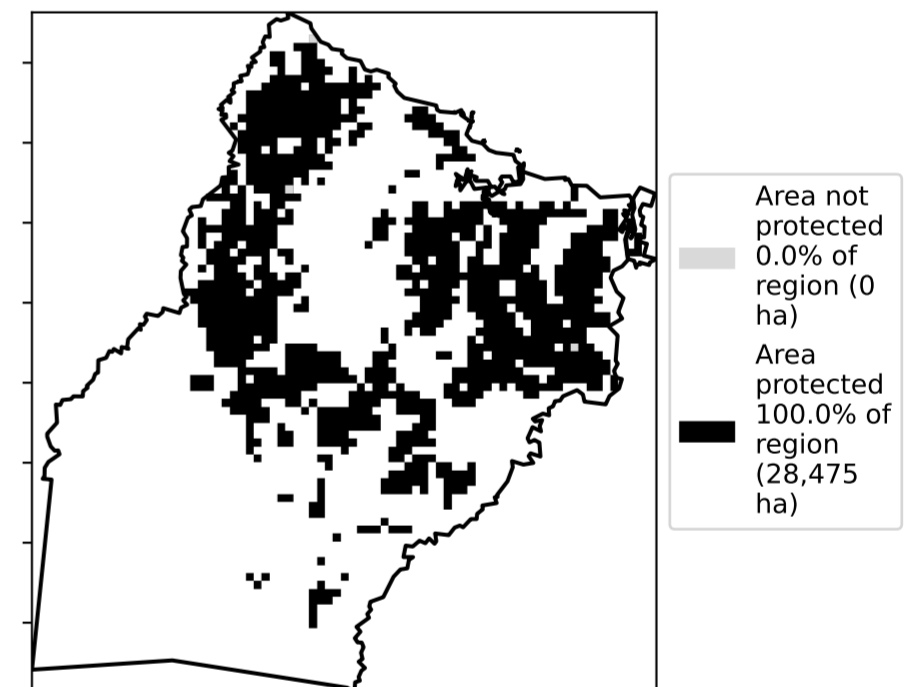 Area not
protected
0.0% of
region (0
ha)
Area
protected
100.0% of
region
(28,475
ha)